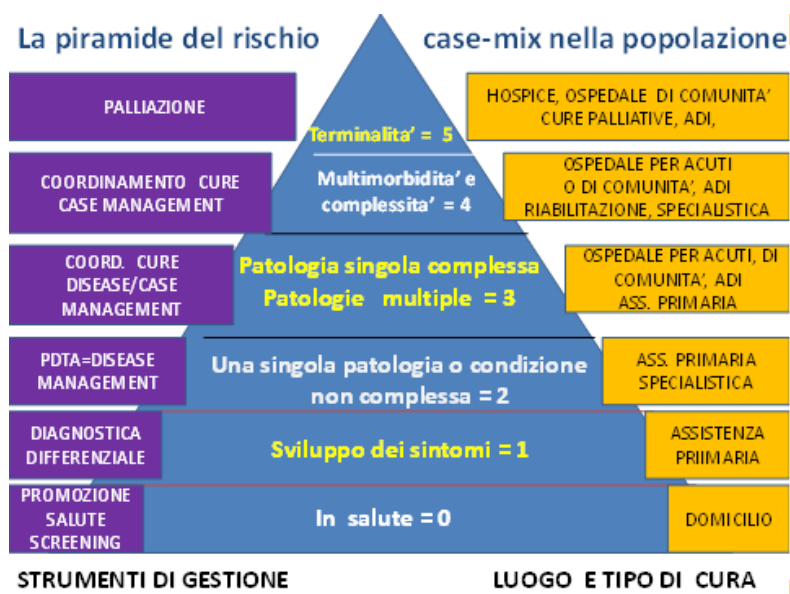 La piramide del rischio
case-mix nella popolazione
PALLIAZIONE
Terminalita' = 5
HOSPICE, OSPEDALE DI COMUNITA'
CURE PALLIATIVE, ADI,
COORDINAMENTO CURE
CASE MANAGEMENT
Multimorbidita' e
complessita' = 4
OSPEDALE PER ACUTI
O DI COMUNITA', ADI
RIABILITAZIONE, SPECIALISTICA
COORD. CURE
DISEASE/CASE
MANAGEMENT
Patologia singola complessa
Patologie multiple = 3
OSPEDALE PER ACUTI, DI
COMUNITA', ADI
ASS. PRIMARIA
PDTA=DISEASE
MANAGEMENT
Una singola patologia o condizione
non complessa = 2
ASS. PRIMARIA
SPECIALISTICA
DIAGNOSTICA
DIFFERENZIALE
Sviluppo dei sintomi = 1
ASSISTENZA
PRIIMARIA
PROMOZIONE
SALUTE
SCREENING
In salute = 0
DOMICILIO
STRUMENTI DI GESTIONE
LUOGO E TIPO DI CURA